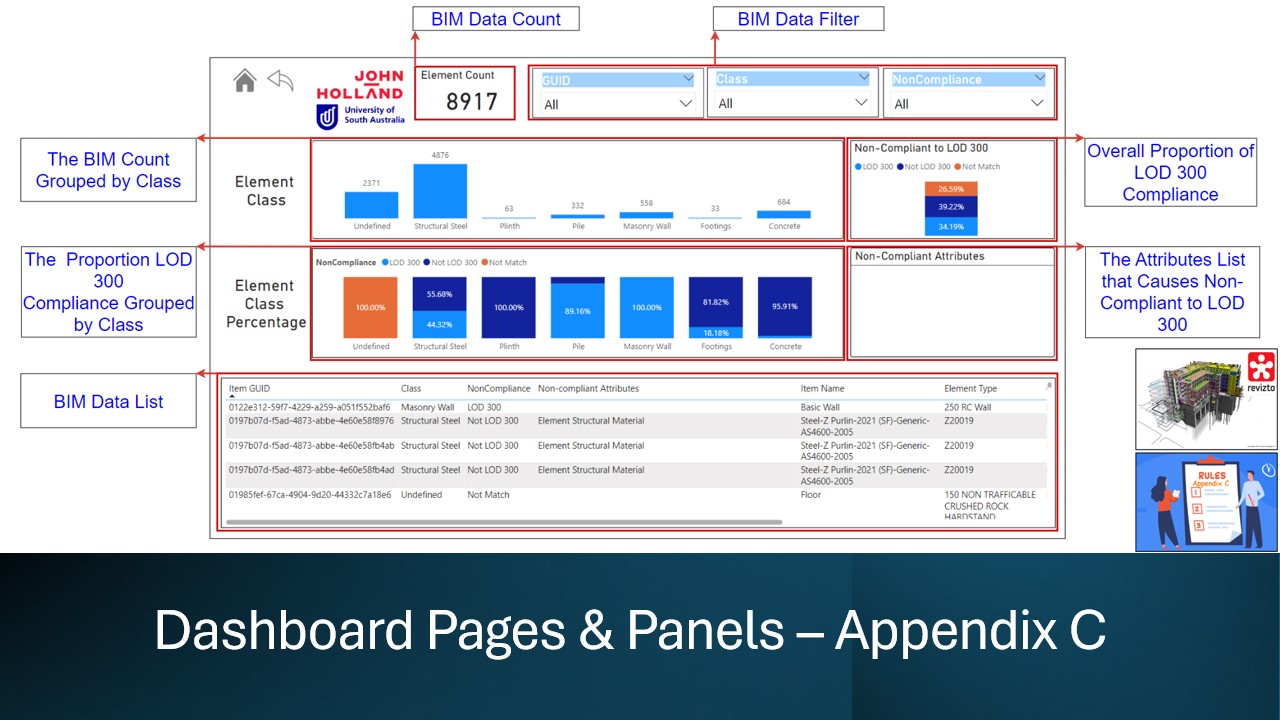 BIM Data Count
BIM Data Filter
JOHN
HOLLAND
University of
South Australia
Element Count
8917
GUID
All
Class
All
NonCompliance
All
The BIM Count
Grouped by Class
Element
Class
4876
2371
63
332
558
33
684
Undefined
Structural Steel
Plinth
Pile
Masonry Wall
Footings
Concrete
Non-Compliant to LOD 300
LOD 300
Not LOD 300
Not Match
26.59%
39.22%
34.19%
Overall Proportion of
LOD 300
Compliance
The Proportion LOD
300
Compliance Grouped
by Class
Element
Class
Percentage
NonCompliance
LOD 300
Not LOD 300
Not Match
100.00%
55.68%
44.32%
100.00%
89.16%
100.00%
81.82%
18.18%
95.91%
Undefined
Structural Steel
Plinth
Pile
Masonry Wall
Footings
Concrete
Non-Compliant Attributes
The Attributes List
that Causes Non-
Compliant to LOD
300
revizto
BIM Data List
Item GUID Class NonCompliance Non-compliant Attributes Item Name Element Type
0122e312-59f7-4229-a259-a051f552baf6 Masonry Wall LOD 300 Basic Wall 250 RC Wall
0197b07d-f5ad-4873-abbe-4e60e58f8976 Structural Steel Not LOD 300 Element Structural Material Steel-Z Purlin-2021 (SF)-Generic- Z20019
AS4600-2005
0197b07d-f5ad-4873-abbe-4e60e58fb4ab Structural Steel Not LOD 300 Element Structural Material Steel-Z Purlin-2021 (SF)-Generic- Z20019
AS4600-2005
0197b07d-f5ad-4873-abbe-4e60e58fb4ad Structural Steel Not LOD 300 Element Structural Material Steel-Z Purlin-2021 (SF)-Generic- Z20019
AS4600-2005
01985fef-67ca-4904-9d20-44332c7a18e6 Undefined Not Match Floor 150 NON TRAFFICABLE
CRUSHED ROCK
HARDSTAND
RULES
Appendix C
1
2
3
Dashboard Pages & Panels – Appendix C